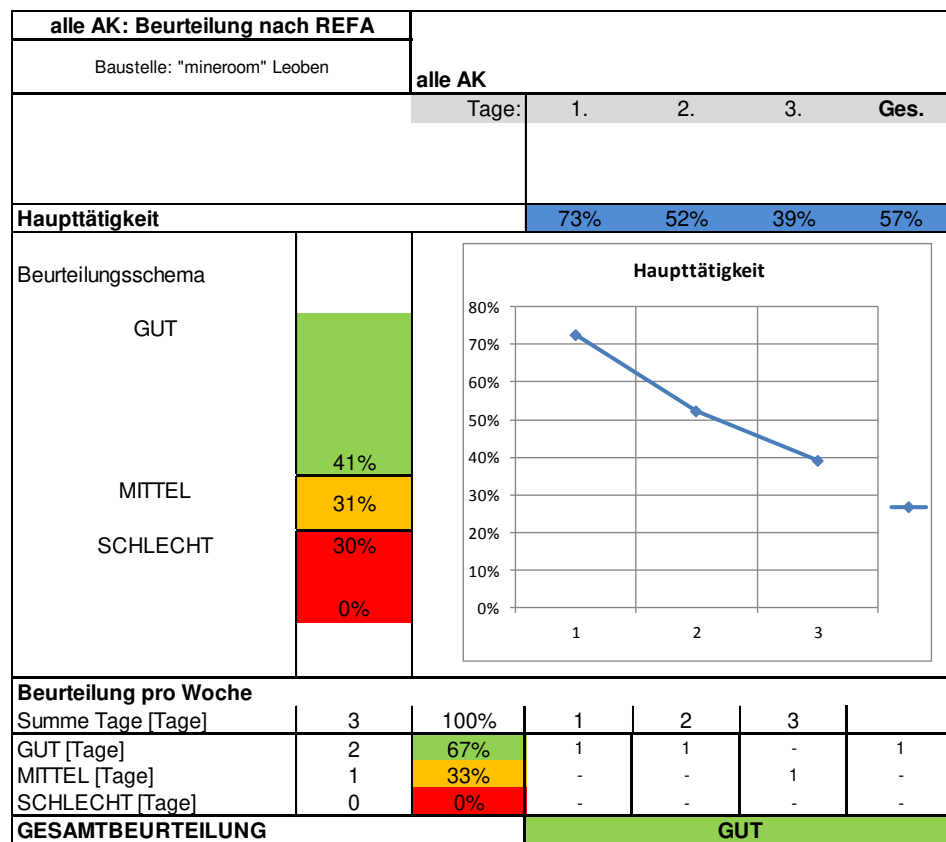 alle AK: Beurteilung nach REFA
Baustelle: "mineroom" Leoben
alle AK
Tage: 1. 2. 3. Ges.
Haupttätigkeit 73% 52% 39% 57%
Beurteilungsschema
GUT
41%
MITTEL
31%
SCHLECHT
30%
0%
Haupttätigkeit
80%
70%
60%
50%
40%
30%
20%
10%
0%
1 2 3
Beurteilung pro Woche
Summe Tage [Tage] 3 100% 1 2 3
GUT [Tage] 2 67% 1 1 - 1
MITTEL [Tage] 1 33% - - 1 -
SCHLECHT [Tage] 0 0% - - - -
GESAMTBEURTEILUNG GUT